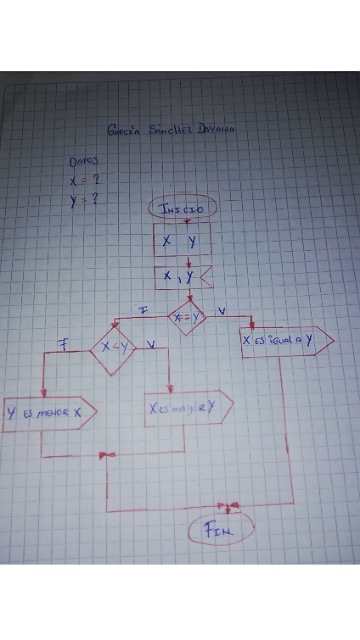 García Sánchez Dayana
Datos
X = ?
Y = ?
INICIO
X Y
X , Y
X = Y
F
V
X < Y
F
V
X ES IGUAL A Y
Y ES MENOR X
X ES MAYOR Y
FIN